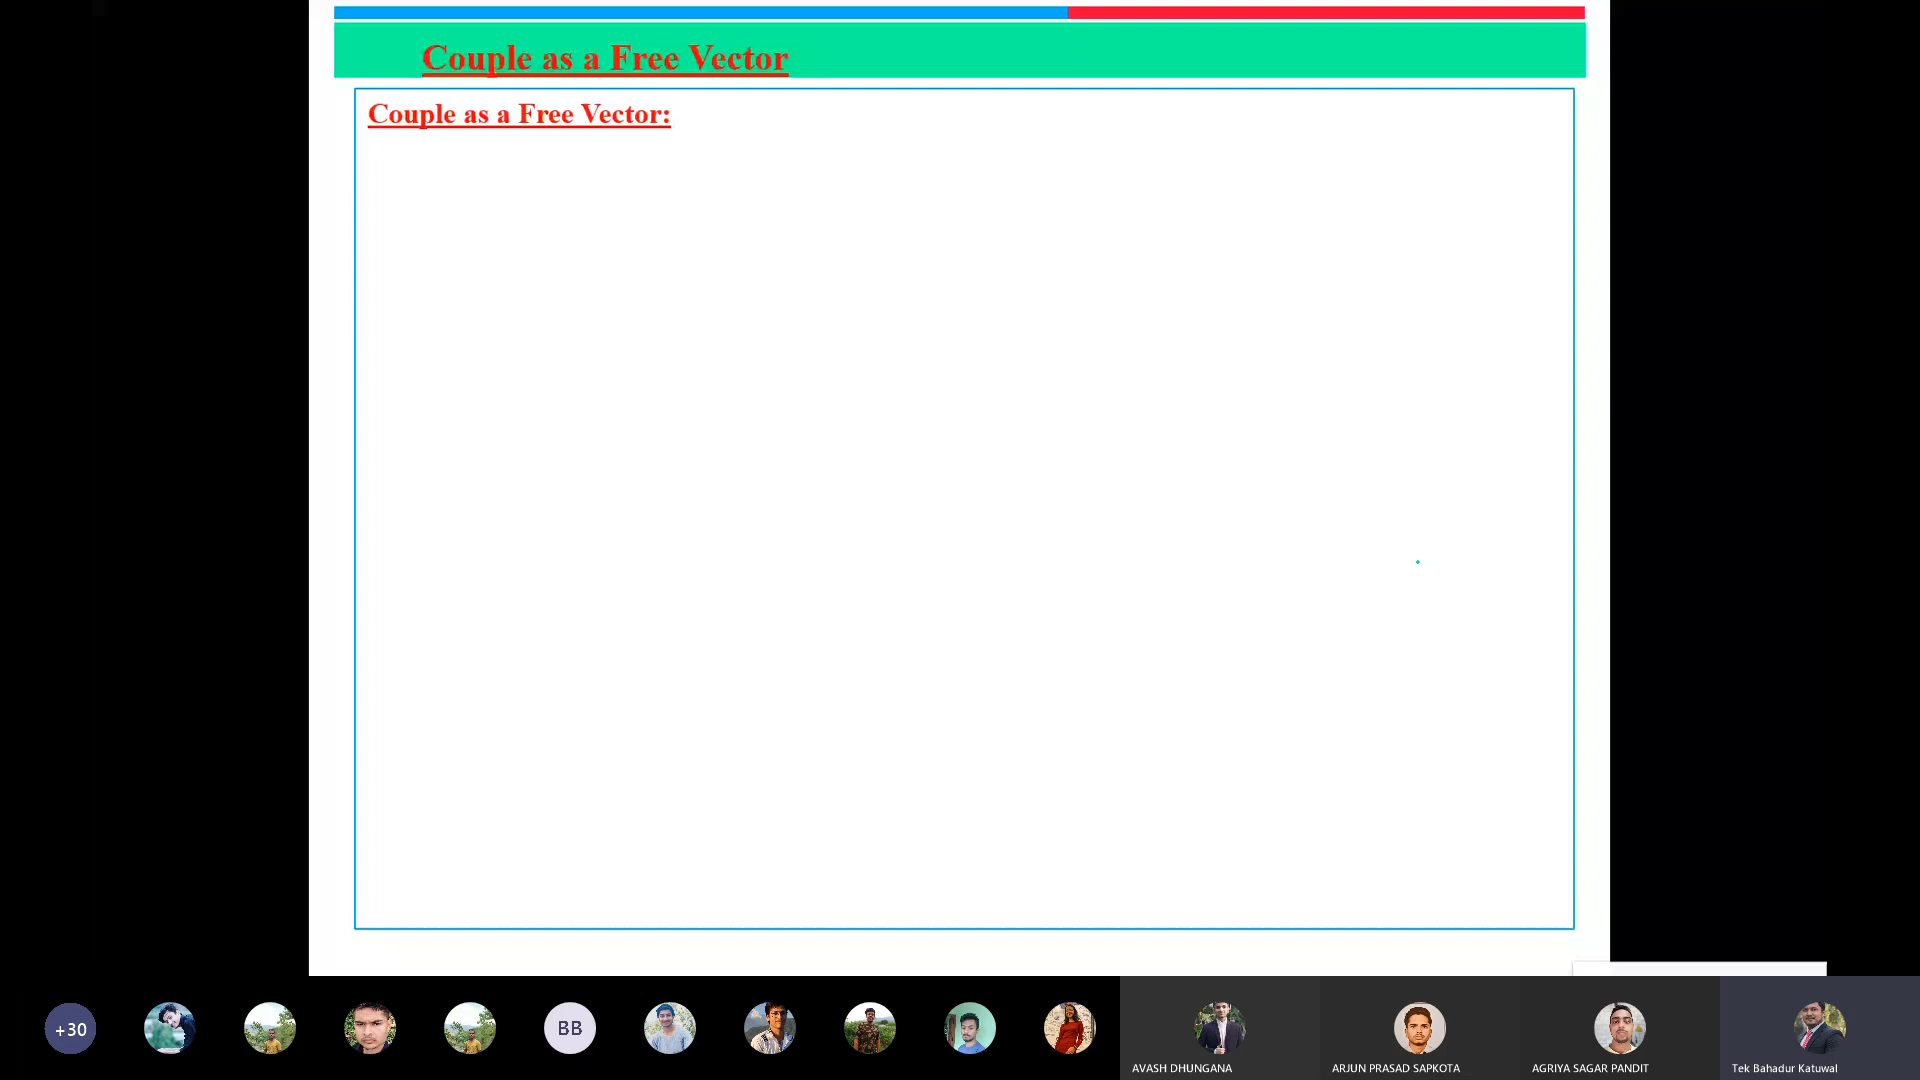 Couple as a Free Vector
Couple as a Free Vector:
+30
BB
AVASH DHUNGANA
ARJUN PRASAD SAPKOTA
AGRIYA SAGAR PANDIT
Tek Bahadur Katuwal